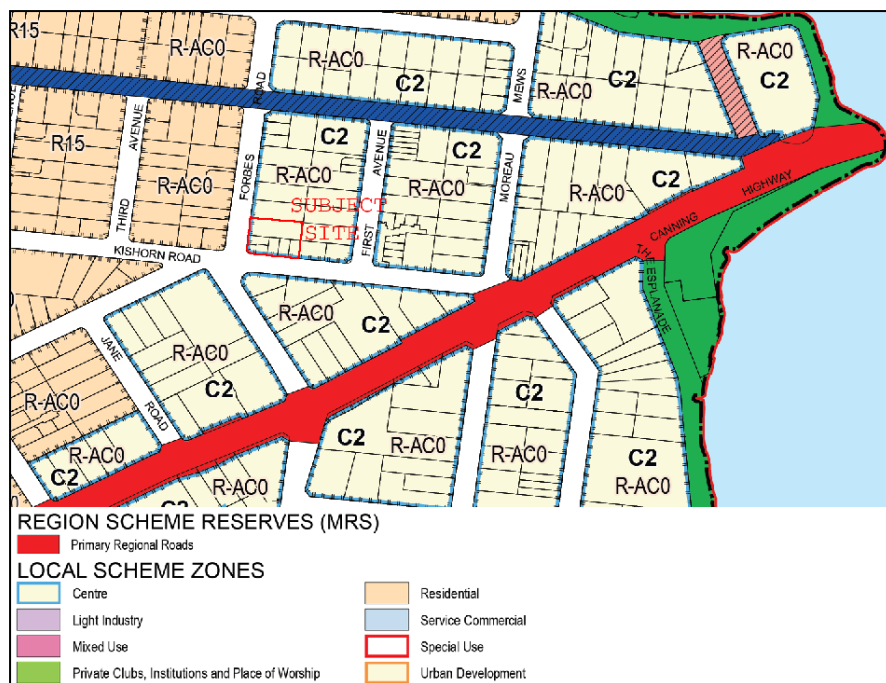 R15
R-AC0
ROAD
R-AC0
C2
MEWS
R-AC0
C2
R-AC0
C2
AVENUE
R15
R-AC0
THIRD
FORBES
C2
R-AC0
AVENUE
FIRST
C2
R-AC0
MOREAU
R-AC0
C2
CANNING
HIGHWAY
SUBJECT
SITE
KISHORN ROAD
THE ESPLANADE
JANE
ROAD
R-AC0
C2
R-AC0
C2
R-AC0
R-AC0
C2
C2
R-AC0
C2
R-AC0
C2
R-AC0
C2
R-AC0
C2
R-AC0
REGION SCHEME RESERVES (MRS)
Primary Regional Roads
LOCAL SCHEME ZONES
Centre
Residential
Light Industry
Service Commercial
Mixed Use
Special Use
Private Clubs, Institutions and Place of Worship
Urban Development